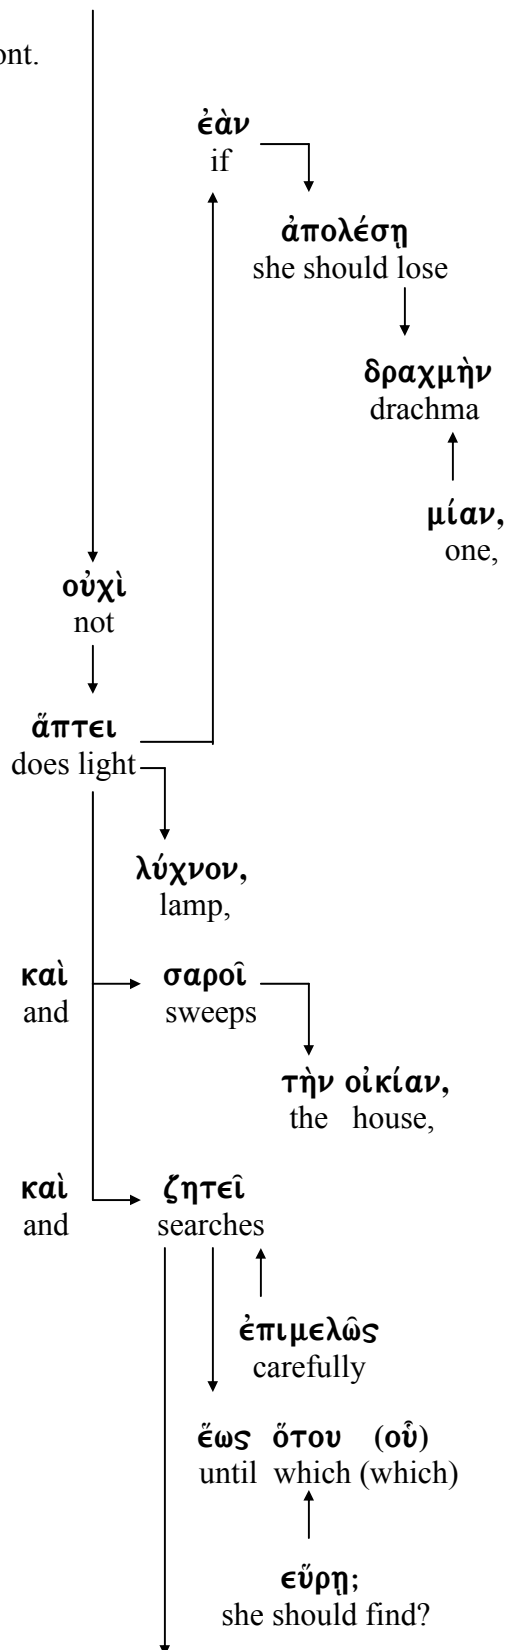 ont.
ἐὰν
if
ἀπολέσῃ
she should lose
δραχμὴν
drachma
μίαν,
one,
οὐχὶ
not
ἅπτει
does light
λύχνον,
lamp,
καὶ σαροῖ
and sweeps
τὴν οἰκίαν,
the house,
καὶ ζητεῖ
and searches
ἐπιμελῶς
carefully
ἕως ὅτου (οὗ)
until which (which)
εὕρῃ;
she should find?